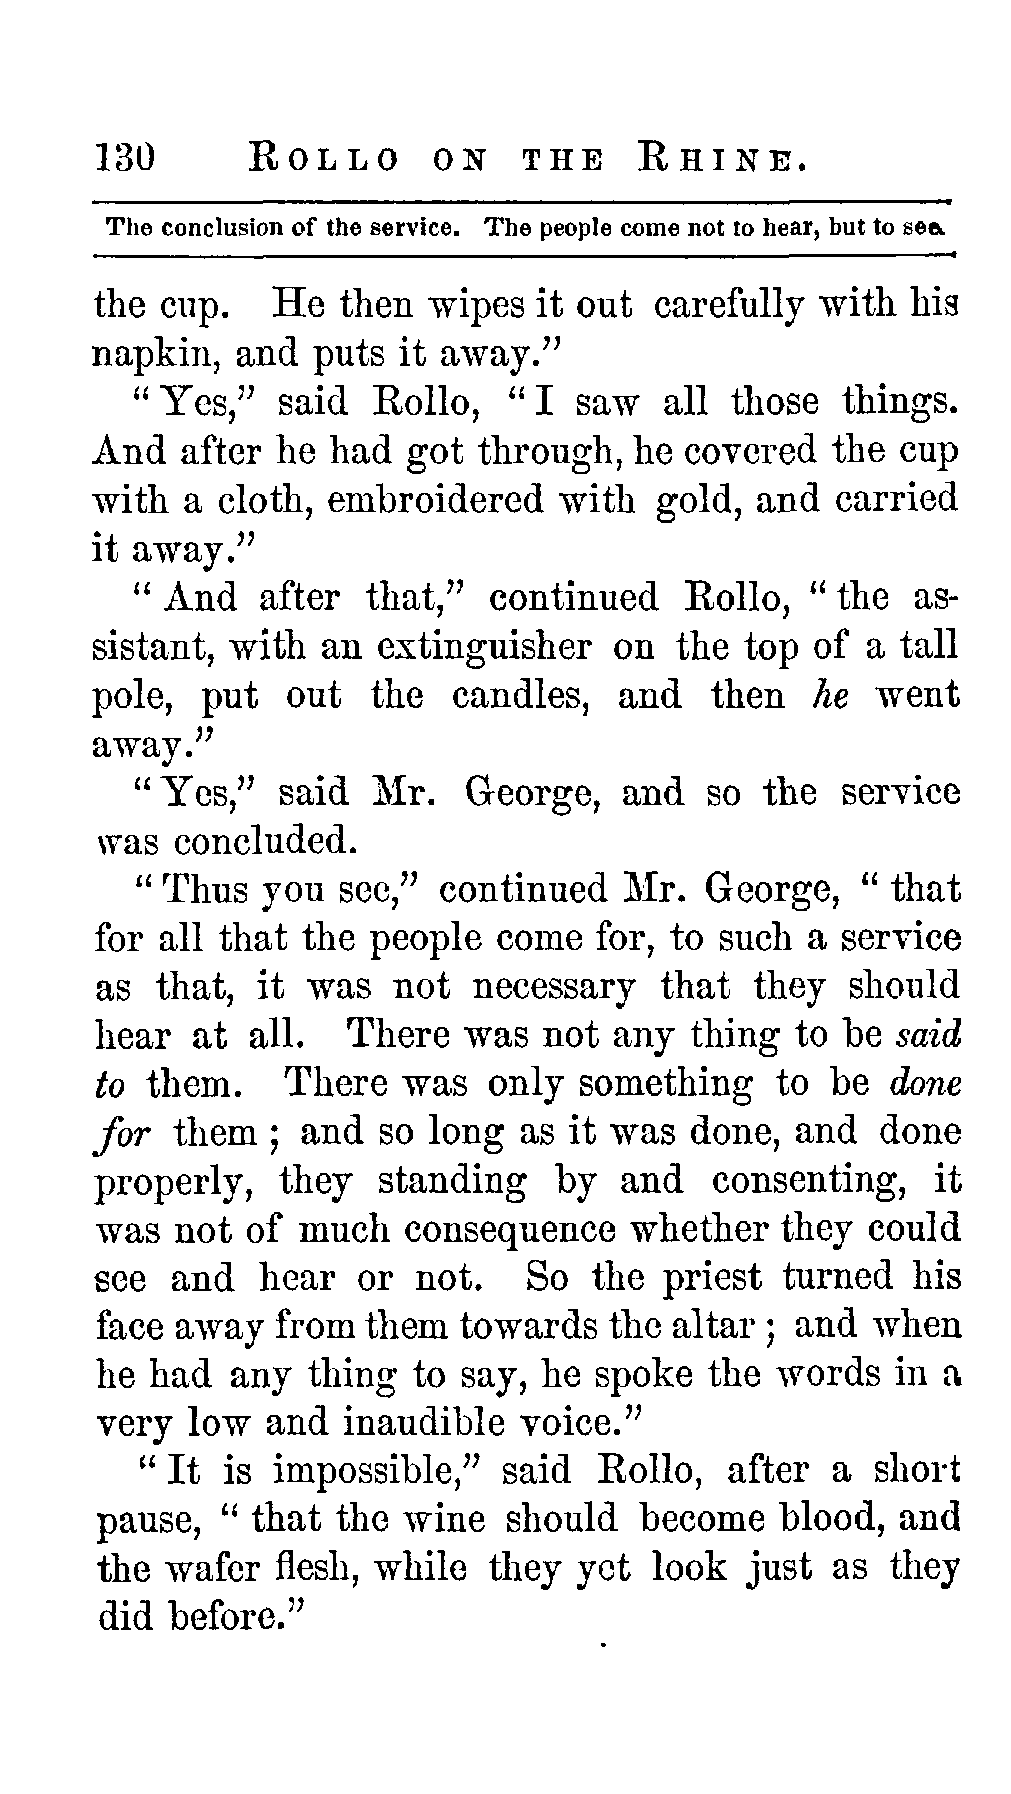 130 ROLLO ON THE RHINE.
The conclusion of the service. The people come not to hear, but to see.
the cup. He then wipes it out carefully with his
napkin, and puts it away.”
“Yes,” said Rollo, “I saw all those things.
And after he had got through, he covered the cup
with a cloth, embroidered with gold, and carried
it away.”
“And after that,” continued Rollo, “the as-
sistant, with an extinguisher on the top of a tall
pole, put out the candles, and then he went
away.”
“Yes,” said Mr. George, and so the service
was concluded.
“Thus you see,” continued Mr. George, “that
for all that the people come for, to such a service
as that, it was not necessary that they should
hear at all. There was not any thing to be said
to them. There was only something to be done
for them; and so long as it was done, and done
properly, they standing by and consenting, it
was not of much consequence whether they could
see and hear or not. So the priest turned his
face away from them towards the altar; and when
he had any thing to say, he spoke the words in a
very low and inaudible voice.”
“It is impossible,” said Rollo, after a short
pause, “that the wine should become blood, and
the wafer flesh, while they yet look just as they
did before.”